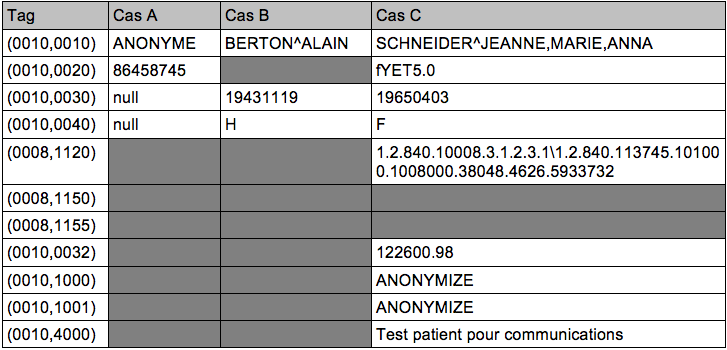 Tag Cas A Cas B Cas C
(0010,0010) ANONYME BERTON^ALAIN SCHNEIDER^JEANNE,MARIE,ANNA
(0010,0020) 86458745 fYET5.0
(0010,0030) null 19431119 19650403
(0010,0040) null H F
(0008,1120) 1.2.840.10008.3.1.2.3.1\1.2.840.113745.10100
0.1008000.38048.4626.5933732
(0008,1150)
(0008,1155)
(0010,0032) 122600.98
(0010,1000) ANONYMIZE
(0010,1001) ANONYMIZE
(0010,4000) Test patient pour communications